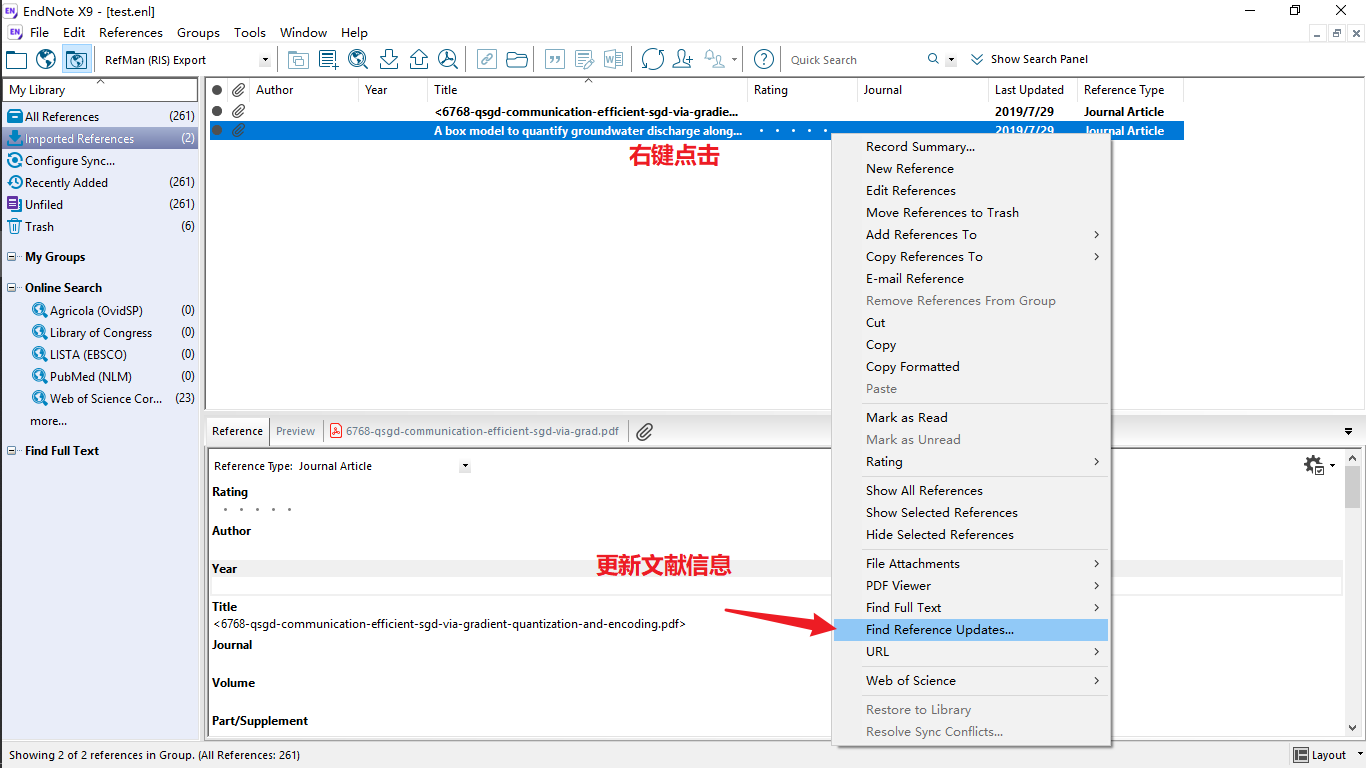 EndNote X9 - [test.enl]
File Edit References Groups Tools Window Help
RefMan (RIS) Export
Quick Search
Show Search Panel
My Library
All References (261)
Imported References (2)
Configure Sync...
Recently Added (261)
Unfiled (261)
Trash (6)
My Groups
Online Search
Agricola (OvidSP) (0)
Library of Congress (0)
LISTA (EBSCO) (0)
PubMed (NLM) (0)
Web of Science Cor... (23)
more...
Find Full Text
Author Year Title Rating Journal Last Updated Reference Type
<6768-qsgd-communication-efficient-sgd-via-gradie... 2019/7/29 Journal Article
A box model to quantify groundwater discharge along... 2019/7/29 Journal Article
右键点击
Record Summary...
New Reference
Edit References
Move References to Trash
Add References To
Copy References To
E-mail Reference
Remove References From Group
Cut
Copy
Copy Formatted
Paste
Mark as Read
Mark as Unread
Rating
Show All References
Show Selected References
Hide Selected References
File Attachments
PDF Viewer
Find Full Text
Find Reference Updates...
URL
Web of Science
Restore to Library
Resolve Sync Conflicts...
Reference Preview 6768-qsgd-communication-efficient-sgd-via-grad.pdf
Reference Type: Journal Article
Rating
Author
更新文献信息
Year
Title
<6768-qsgd-communication-efficient-sgd-via-gradient-quantization-and-encoding.pdf>
Journal
Volume
Part/Supplement
Showing 2 of 2 references in Group. (All References: 261)
Layout